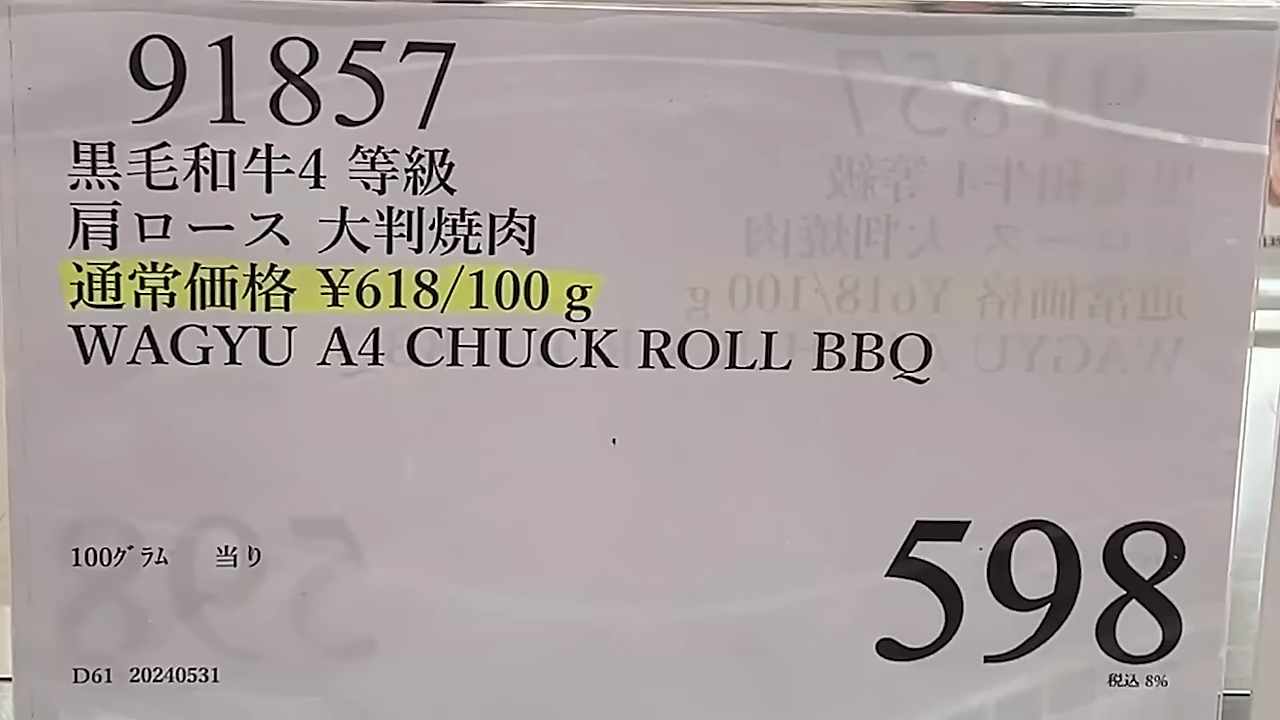 91857
黒毛和牛4 等級
肩ロース 大判焼肉
通常価格 ¥618/100 g
WAGYU A4 CHUCK ROLL BBQ
100ｸﾞﾗﾑ 当り
598
税込 8%
D61 20240531